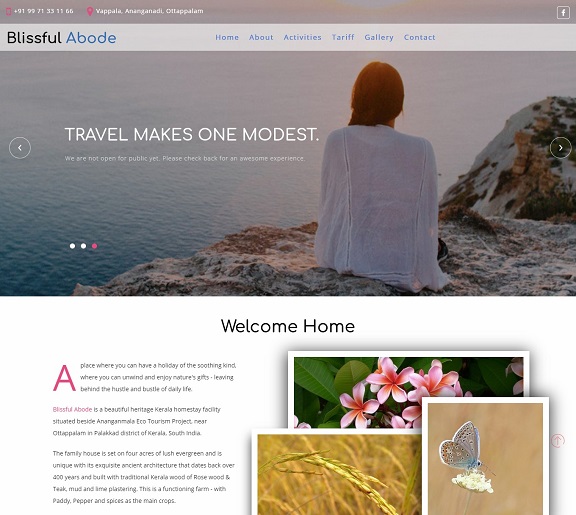 +91 99 71 33 11 66 Vappala, Ananganadi, Ottappalam
Blissful Abode Home About Activities Tariff Gallery Contact
TRAVEL MAKES ONE MODEST.
We are not open for public yet. Please check back for an awesome experience.
Welcome Home
A place where you can have a holiday of the soothing kind,
where you can unwind and enjoy nature's gifts - leaving
behind the hustle and bustle of daily life.
Blissful Abode is a beautiful heritage Kerala homestay facility
situated beside Ananganmala Eco Tourism Project, near
Ottappalam in Palakkad district of Kerala, South India.
The family house is set on four acres of lush evergreen and is
unique with its exquisite ancient architecture that dates back over
400 years and built with traditional Kerala wood of Rose wood &
Teak, mud and lime plastering. This is a functioning farm - with
Paddy, Pepper and spices as the main crops.